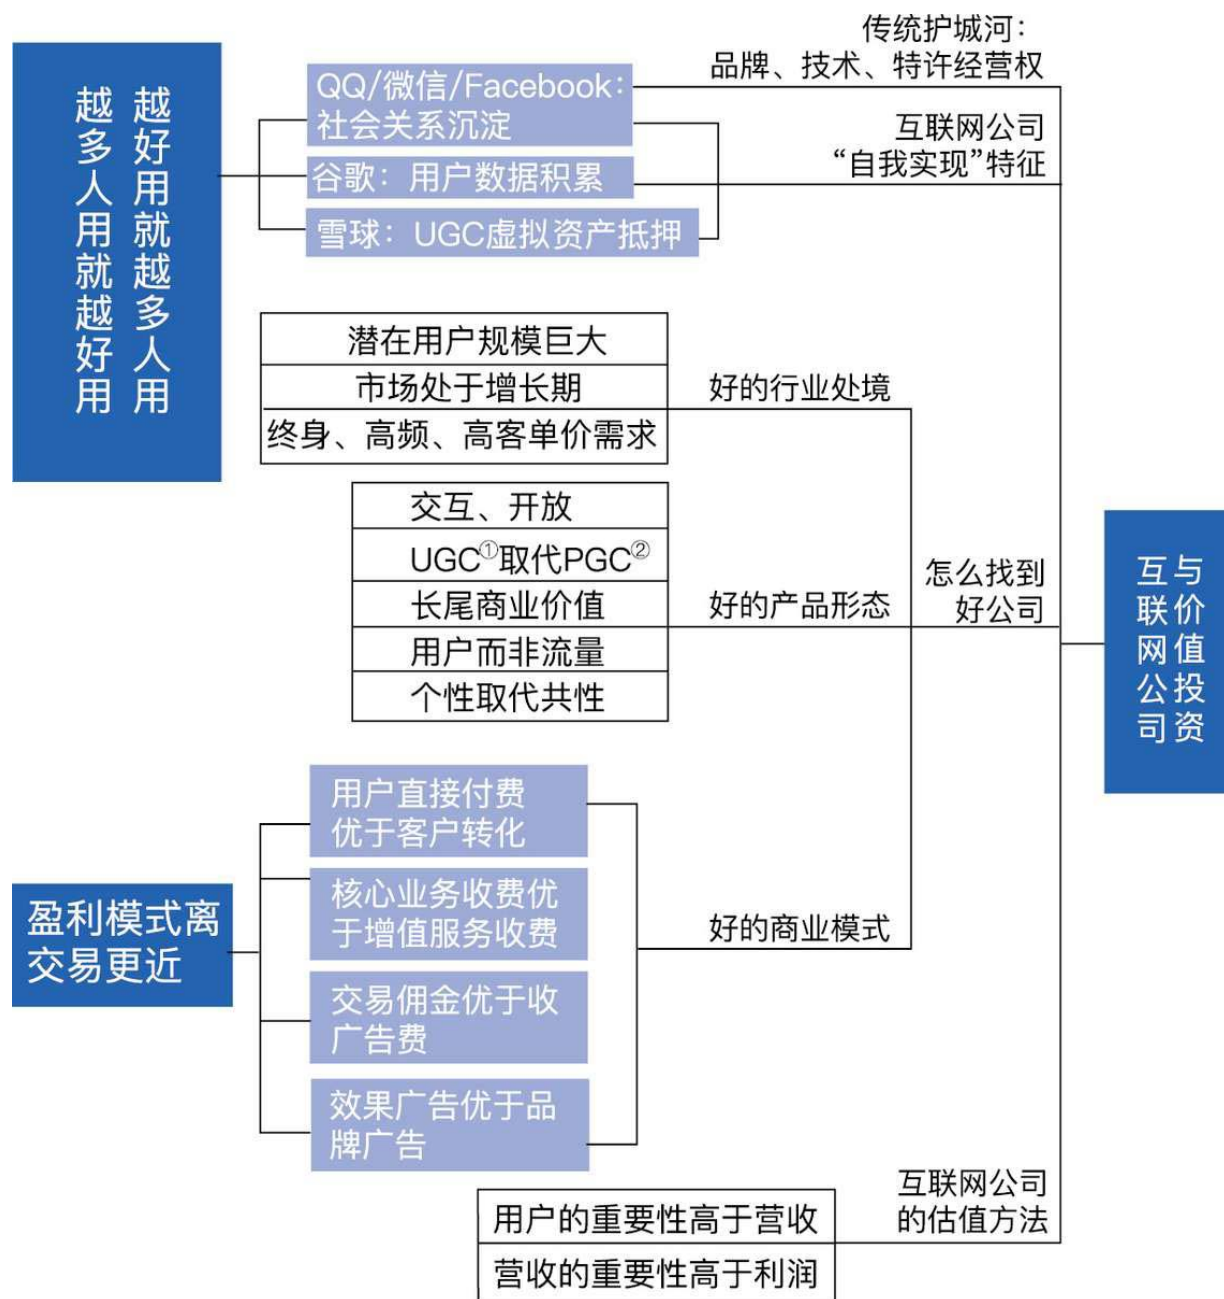 传统护城河：
品牌、技术、特许经营权
越好用就越多人用
越多人用就越好用
QQ/微信/Facebook：
社会关系沉淀
谷歌：用户数据积累
雪球：UGC虚拟资产抵押
互联网公司
“自我实现”特征
潜在用户规模巨大
市场处于增长期
终身、高频、高客单价需求
好的行业处境
交互、开放
UGC①取代PGC②
长尾商业价值
用户而非流量
个性取代共性
好的产品形态
怎么找到
好公司
互联网公司
与价值投资
用户直接付费
优于客户转化
核心业务收费优
于增值服务收费
交易佣金优于收
广告费
效果广告优于品
牌广告
盈利模式离
交易更近
好的商业模式
互联网公司
的估值方法
用户的重要性高于营收
营收的重要性高于利润